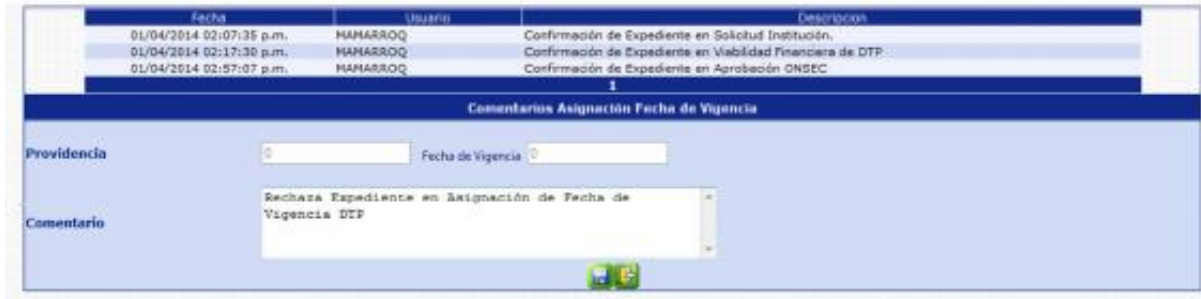 Fecha Usuario Descripcion
01/04/2014 02:07:35 p.m. MAMARROQ Confirmación de Expediente en Solicitud Institución.
01/04/2014 02:17:30 p.m. MAMARROQ Confirmación de Expediente en Viabilidad Financiera de DTP
01/04/2014 02:57:07 p.m. MAMARROQ Confirmación de Expediente en Aprobación ONSEC
1
Comentarios Asignación Fecha de Vigencia
Providencia 0 Fecha de Vigencia 0
Rechaza Expediente en Asignación de Fecha de
Vigencia DTP
Comentario